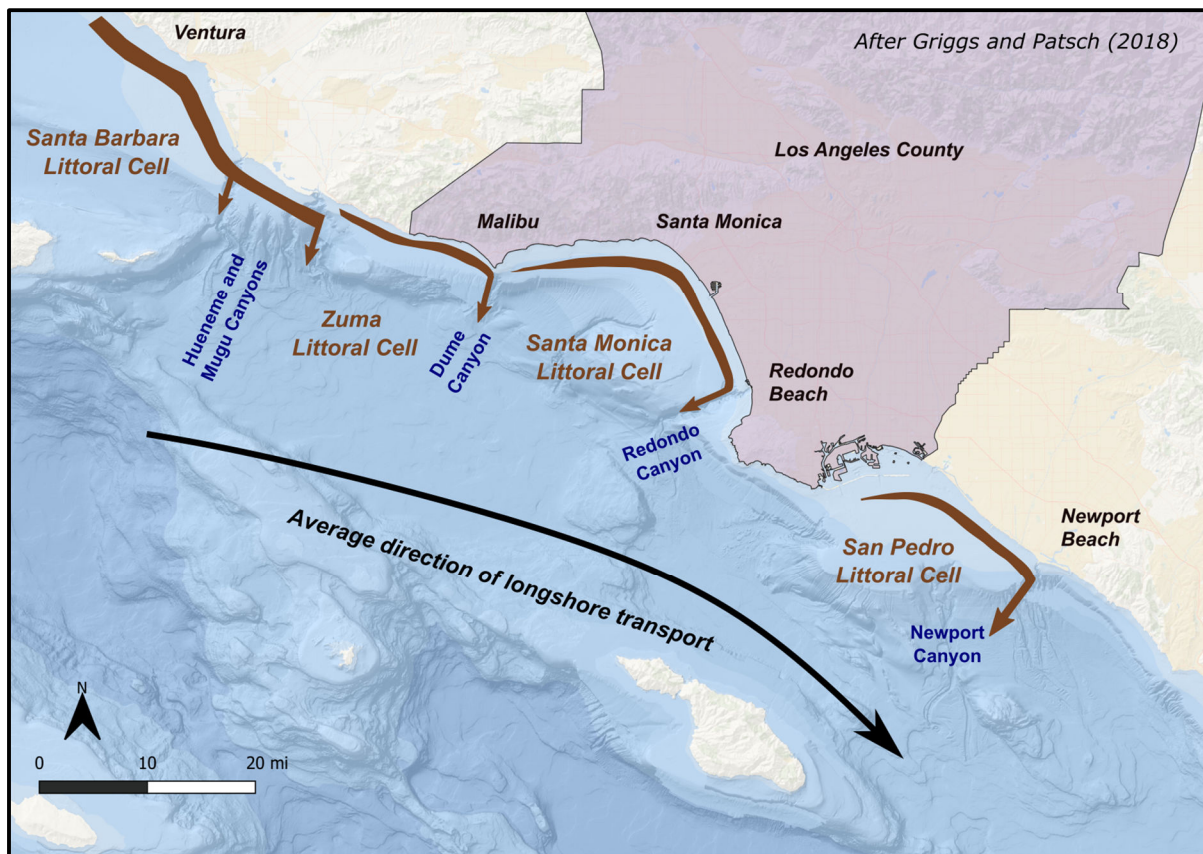 Ventura
After Griggs and Patsch (2018)
Santa Barbara
Littoral Cell
Los Angeles County
Malibu
Santa Monica
Hueneme and
Mugu Canyons
Zuma
Littoral Cell
Dume
Canyon
Santa Monica
Littoral Cell
Redondo
Beach
Redondo
Canyon
Average direction of longshore transport
Newport
Beach
San Pedro
Littoral Cell
Newport
Canyon
N
0 10 20 mi